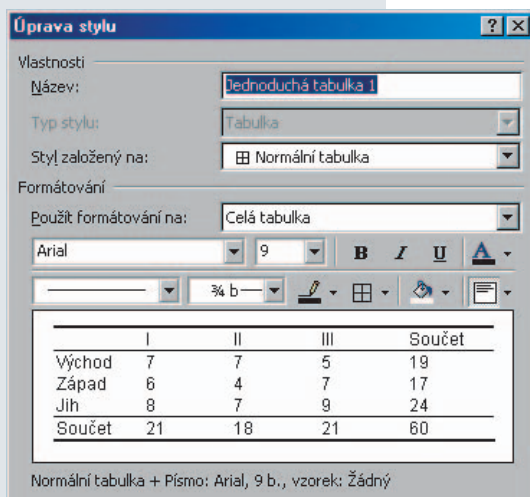 Úprava stylu
Vlastnosti
Název: Jednoduchá tabulka 1
Typ stylu: Tabulka
Styl založený na: Normální tabulka
Formátování
Použít formátování na: Celá tabulka
Arial 9 B I U A
¾ b
I II III Součet
Východ 7 7 5 19
Západ 6 4 7 17
Jih 8 7 9 24
Součet 21 18 21 60
Normální tabulka + Písmo: Arial, 9 b., vzorek: Žádný